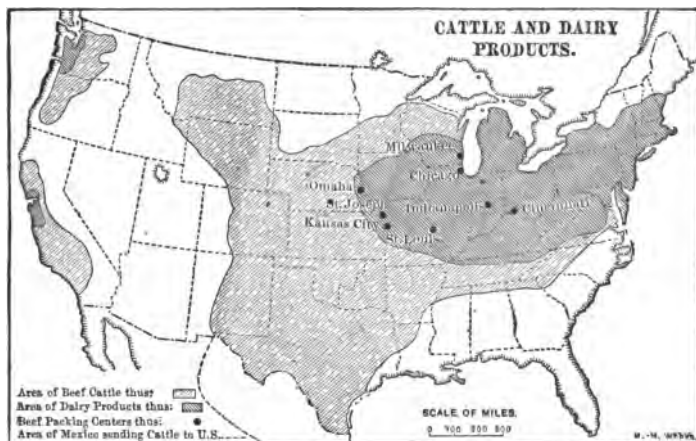 CATTLE AND DAIRY
PRODUCTS.
Milwaukee
Chicago
Omaha
St. Joseph
Indianapolis
Cincinnati
Kansas City
St. Louis
Area of Beef Cattle thus:
Area of Dairy Products thus:
Beef Packing Centers thus:
Area of Mexico sending Cattle to U.S.
SCALE OF MILES.